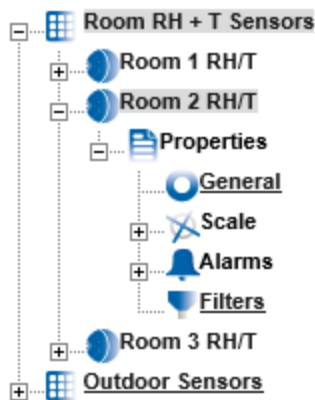 Room RH + T Sensors
Room 1 RH/T
Room 2 RH/T
Properties
General
Scale
Alarms
Filters
Room 3 RH/T
Outdoor Sensors